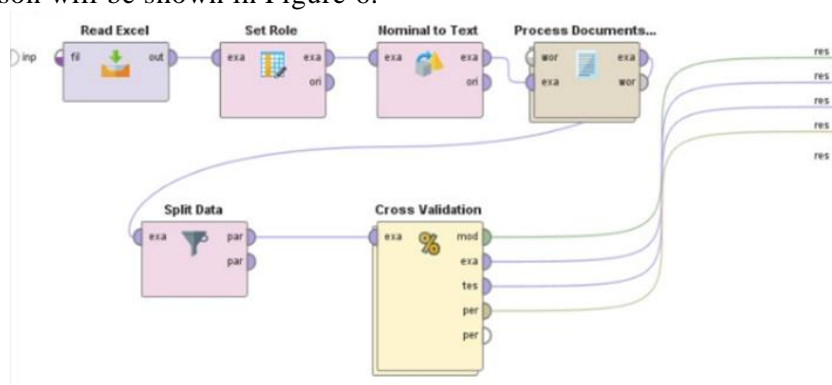 son will be shown in Figure 6.
Read Excel
Set Role
Nominal to Text
Process Documents...
inp
fil
out
exa
exa
ori
exa
exa
ori
wor
exa
exa
wor
res
res
res
res
res
Split Data
Cross Validation
exa
par
par
exa
mod
%
exa
tes
per
per